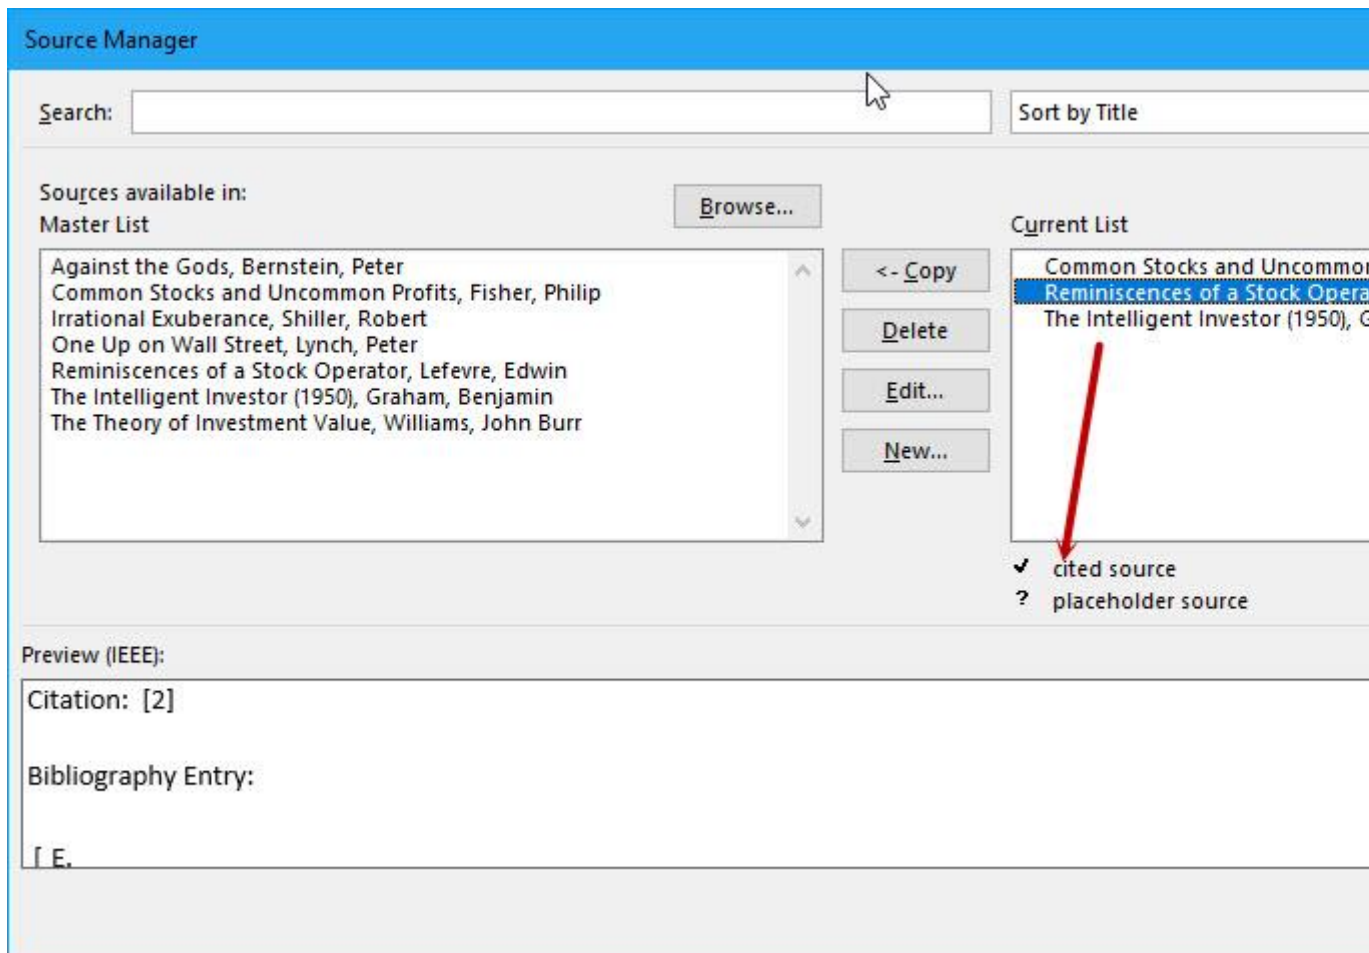 Source Manager
Search:
Sort by Title
Sources available in:
Master List
Browse...
Current List
Against the Gods, Bernstein, Peter
Common Stocks and Uncommon Profits, Fisher, Philip
Irrational Exuberance, Shiller, Robert
One Up on Wall Street, Lynch, Peter
Reminiscences of a Stock Operator, Lefevre, Edwin
The Intelligent Investor (1950), Graham, Benjamin
The Theory of Investment Value, Williams, John Burr
<- Copy
Delete
Edit...
New...
Common Stocks and Uncommon
Reminiscences of a Stock Opera
The Intelligent Investor (1950), G
✓ cited source
? placeholder source
Preview (IEEE):
Citation: [2]
Bibliography Entry:
[ E.